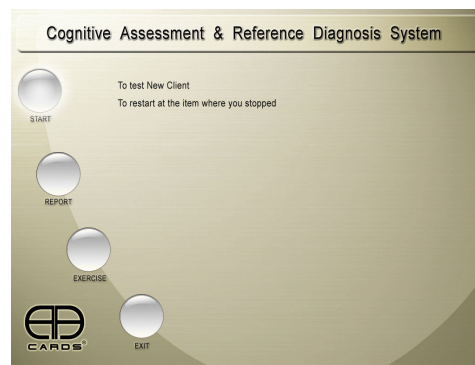 Cognitive Assessment & Reference Diagnosis System
To test New Client
To restart at the item where you stopped
START
REPORT
EXERCISE
EXIT
CARDS®